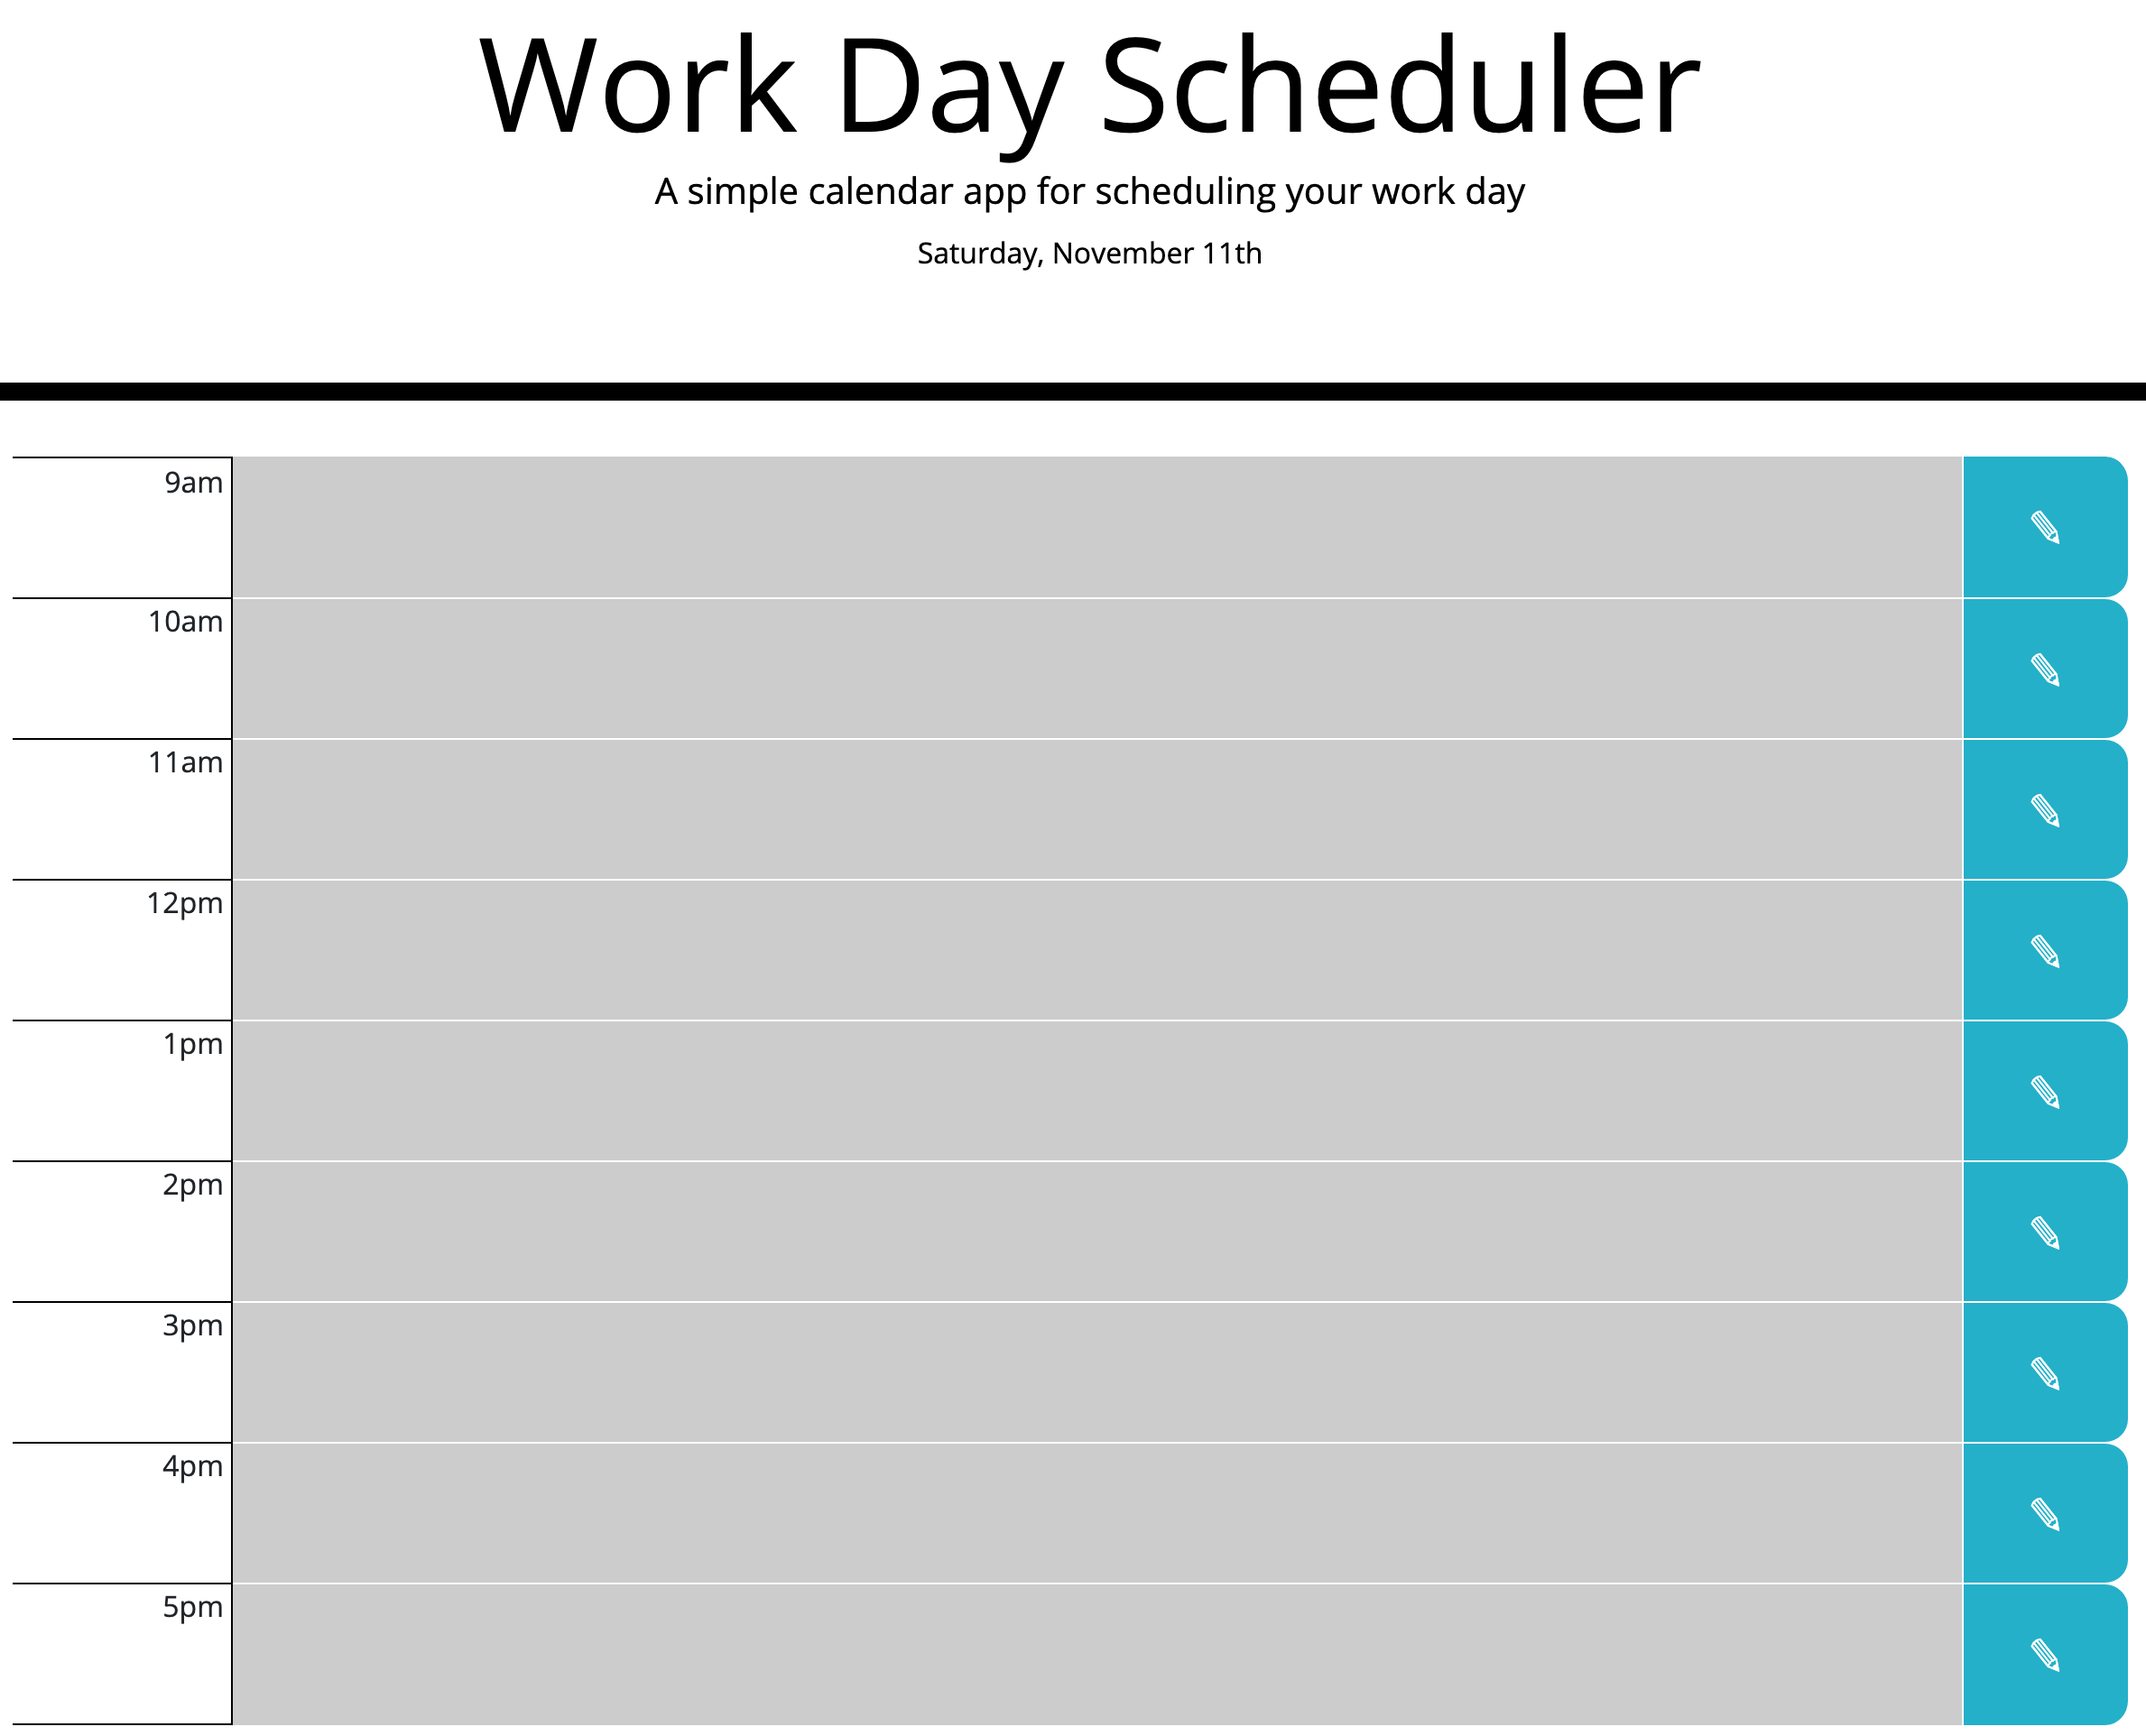 Work Day Scheduler
A simple calendar app for scheduling your work day
Saturday, November 11th
9am
10am
11am
12pm
1pm
2pm
3pm
4pm
5pm